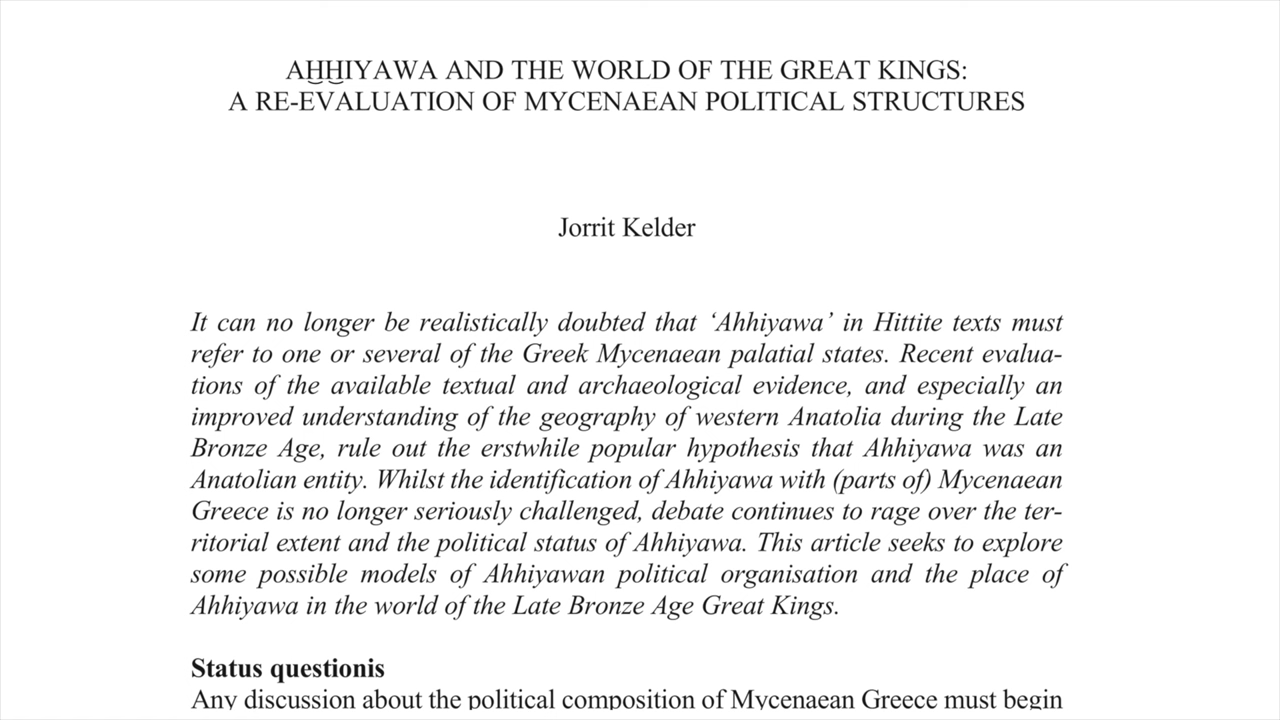 AḪḪIYAWA AND THE WORLD OF THE GREAT KINGS:
A RE-EVALUATION OF MYCENAEAN POLITICAL STRUCTURES
Jorrit Kelder
It can no longer be realistically doubted that ‘Ahhiyawa’ in Hittite texts must
refer to one or several of the Greek Mycenaean palatial states. Recent evalua-
tions of the available textual and archaeological evidence, and especially an
improved understanding of the geography of western Anatolia during the Late
Bronze Age, rule out the erstwhile popular hypothesis that Ahhiyawa was an
Anatolian entity. Whilst the identification of Ahhiyawa with (parts of) Mycenaean
Greece is no longer seriously challenged, debate continues to rage over the ter-
ritorial extent and the political status of Ahhiyawa. This article seeks to explore
some possible models of Ahhiyawan political organisation and the place of
Ahhiyawa in the world of the Late Bronze Age Great Kings.
Status questionis
Any discussion about the political composition of Mycenaean Greece must begin